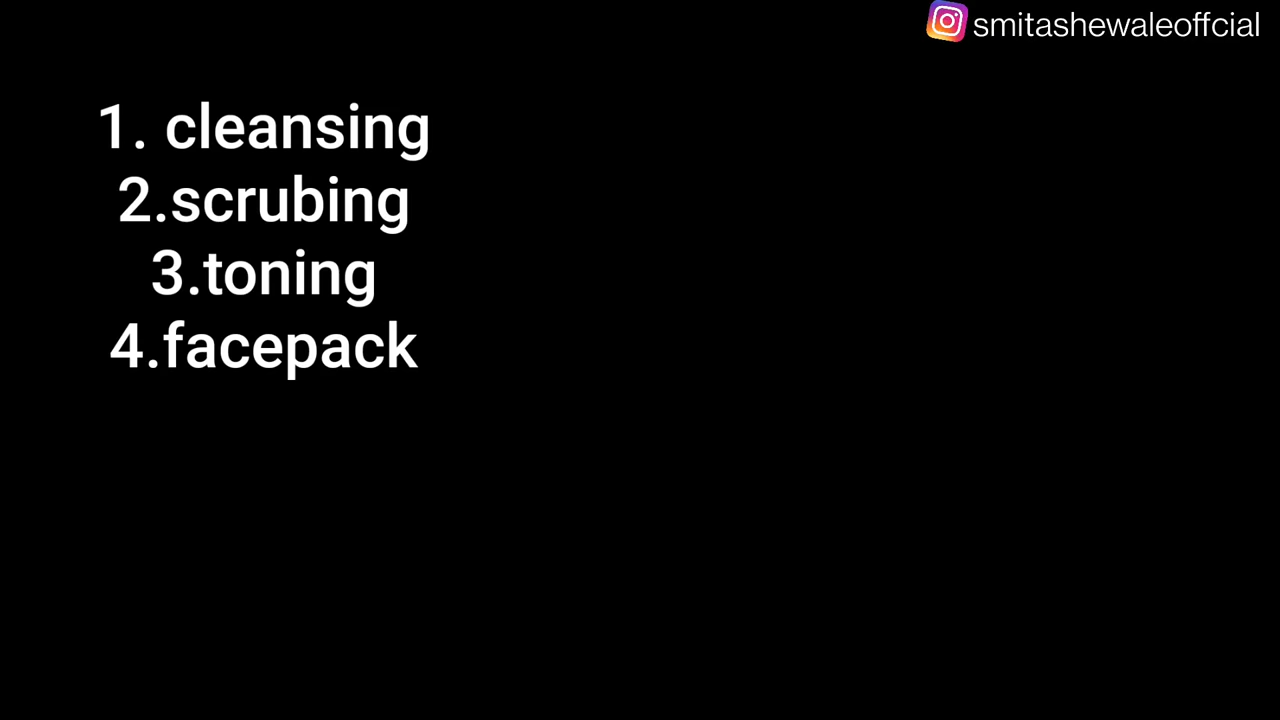 smitashewaleoffcial
1. cleansing
2.scrubing
3.toning
4.facepack